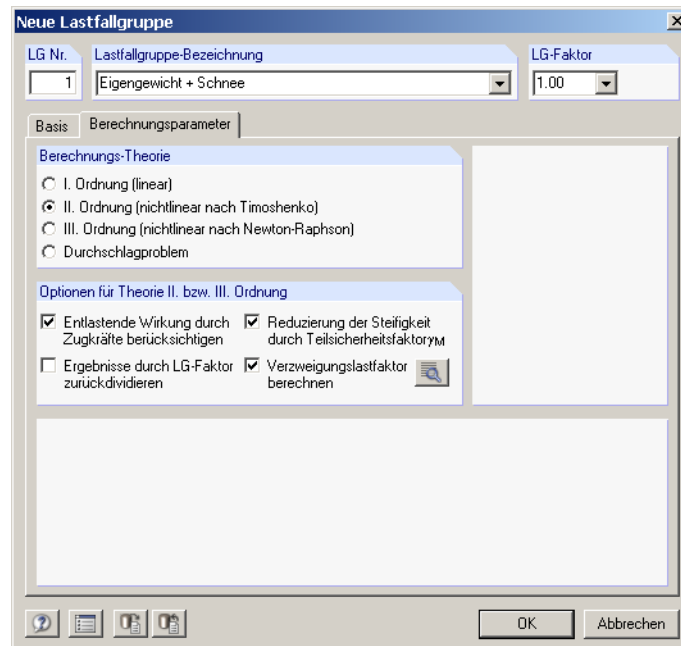 Neue Lastfallgruppe
LG Nr.
Lastfallgruppe-Bezeichnung
LG-Faktor
1
Eigengewicht + Schnee
1.00
Basis
Berechnungsparameter
Berechnungs-Theorie
I. Ordnung (linear)
II. Ordnung (nichtlinear nach Timoshenko)
III. Ordnung (nichtlinear nach Newton-Raphson)
Durchschlagproblem
Optionen für Theorie II. bzw. III. Ordnung
Entlastende Wirkung durch
Zugkräfte berücksichtigen
Reduzierung der Steifigkeit
durch TeilsicherheitsfaktorγM
Ergebnisse durch LG-Faktor
zurückdividieren
Verzweigungslastfaktor
berechnen
OK
Abbrechen